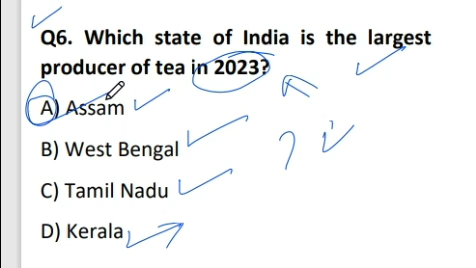 Q6. Which state of India is the largest
producer of tea in 2023?
A) Assam
B) West Bengal
C) Tamil Nadu
D) Kerala